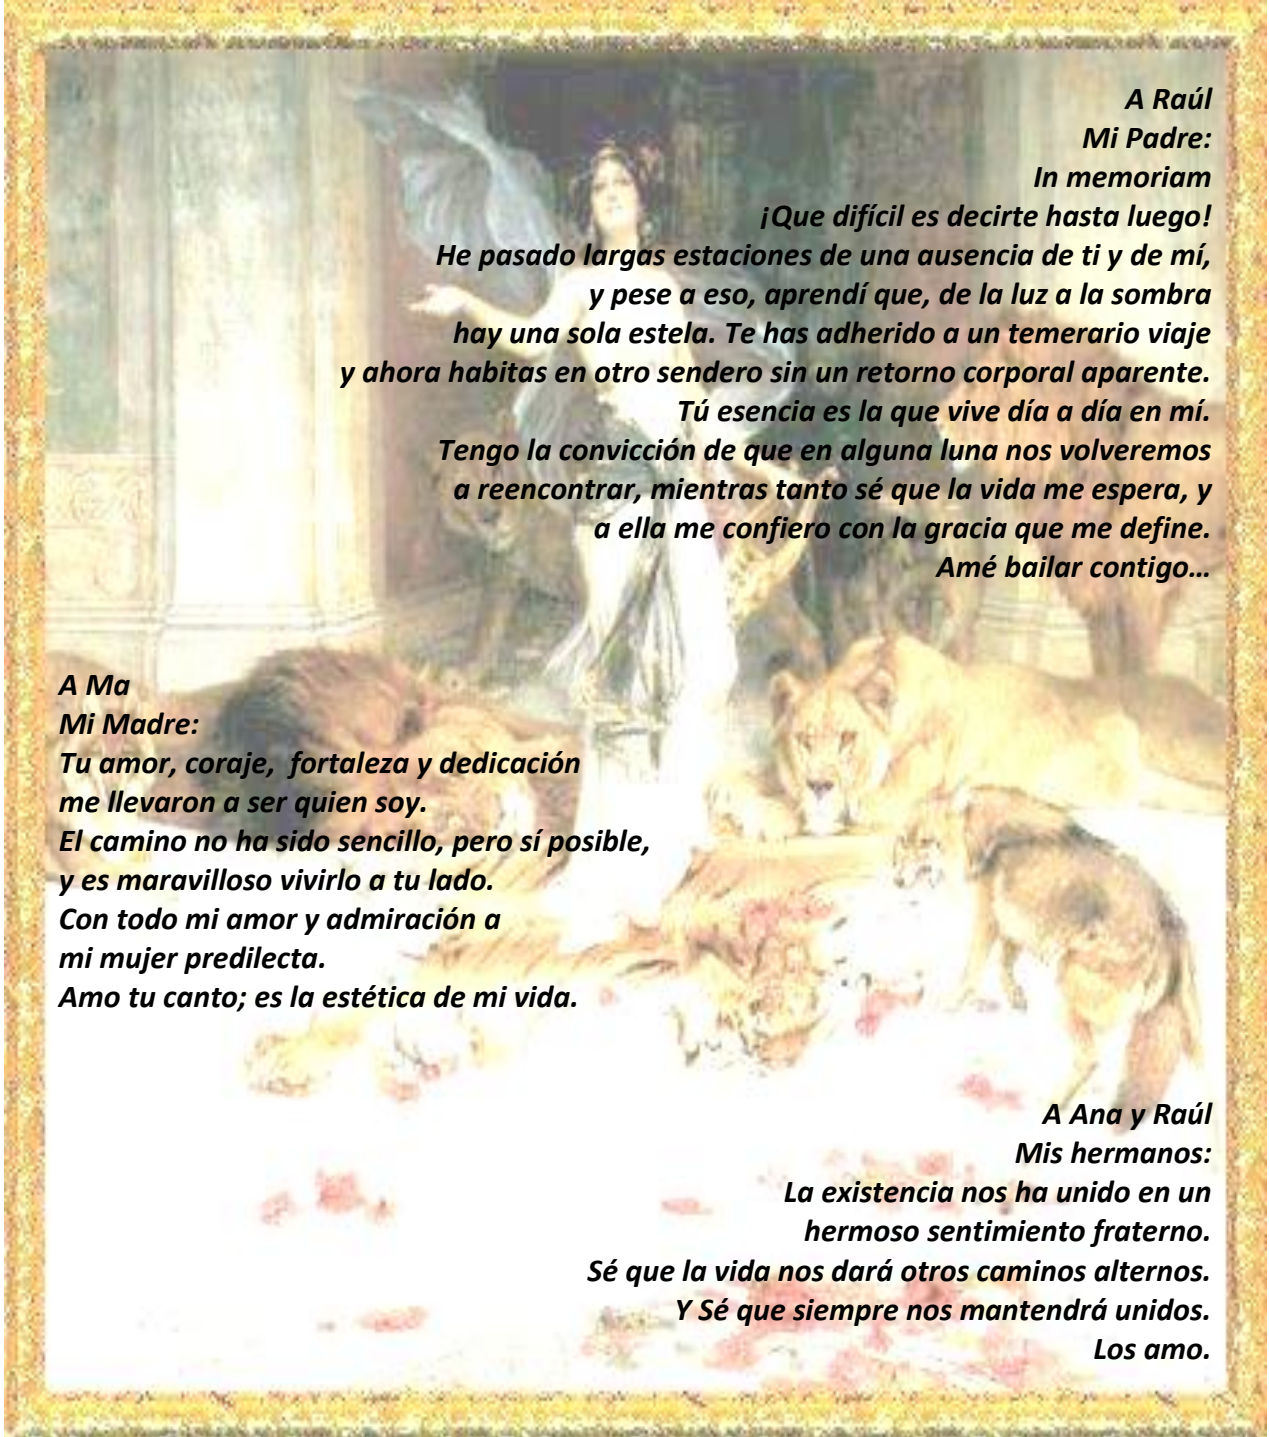 A Raúl
Mi Padre:
In memoriam
¡Que difícil es decirte hasta luego!
He pasado largas estaciones de una ausencia de ti y de mí,
y pese a eso, aprendí que, de la luz a la sombra
hay una sola estela. Te has adherido a un temerario viaje
y ahora habitas en otro sendero sin un retorno corporal aparente.
Tú esencia es la que vive día a día en mí.
Tengo la convicción de que en alguna luna nos volveremos
a reencontrar, mientras tanto sé que la vida me espera, y
a ella me confiero con la gracia que me define.
Amé bailar contigo…
A Ma
Mi Madre:
Tu amor, coraje,  fortaleza y dedicación
me llevaron a ser quien soy.
El camino no ha sido sencillo, pero sí posible,
y es maravilloso vivirlo a tu lado.
Con todo mi amor y admiración a
mi mujer predilecta.
Amo tu canto; es la estética de mi vida.
A Ana y Raúl
Mis hermanos:
La existencia nos ha unido en un
hermoso sentimiento fraterno.
Sé que la vida nos dará otros caminos alternos.
Y Sé que siempre nos mantendrá unidos.
Los amo.